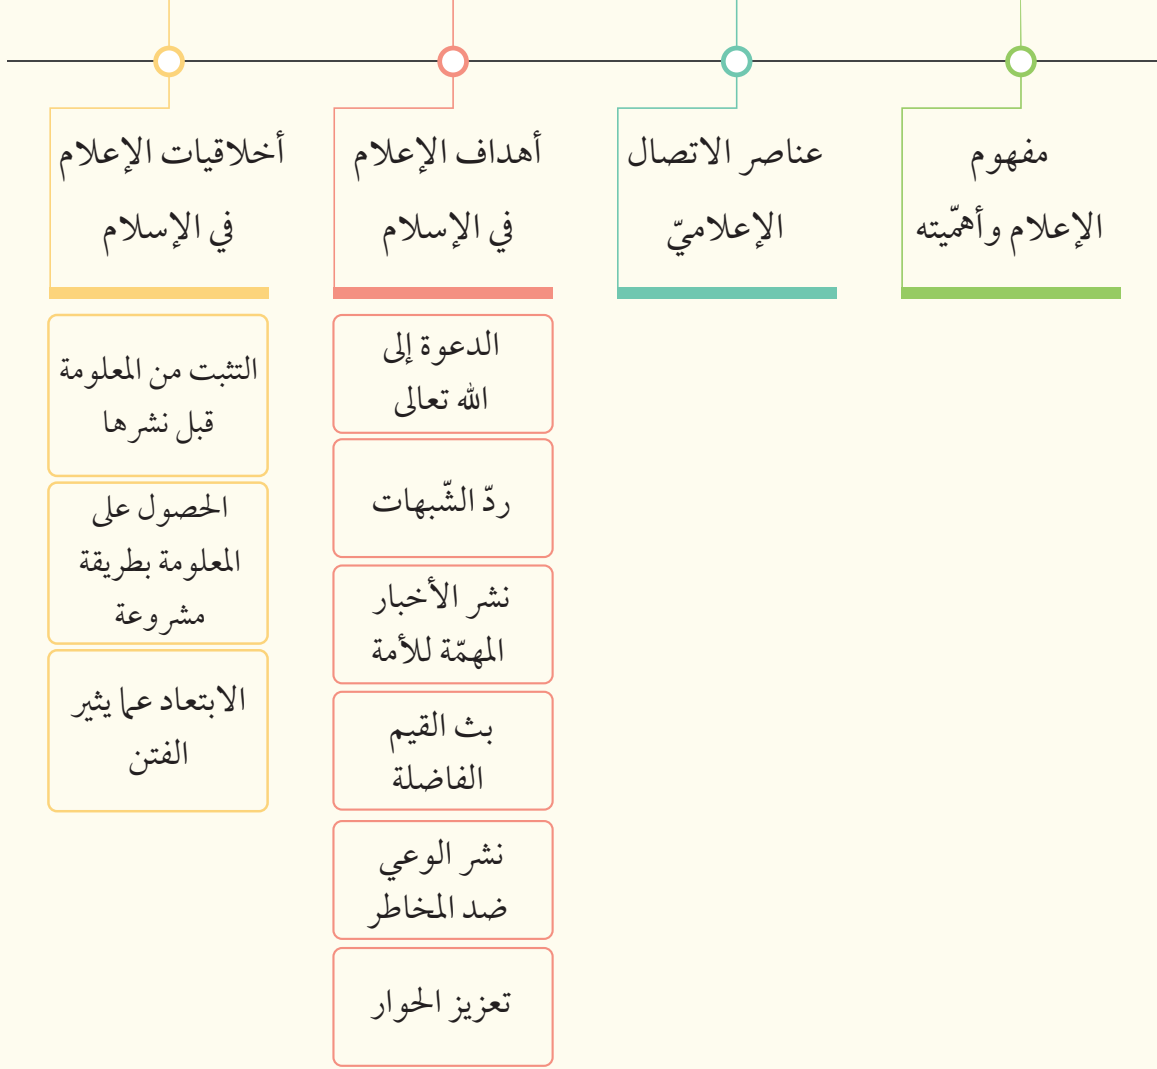 مفهوم
الإعلام وأهمّيته
عناصر الاتصال
الإعلاميّ
أهداف الإعلام
في الإسلام
الدعوة إلى
الله تعالى
ردّ الشّبهات
نشر الأخبار
المهمّة للأمة
بث القيم
الفاضلة
نشر الوعي
ضد المخاطر
تعزيز الحوار
أخلاقيات الإعلام
في الإسلام
التثبت من المعلومة
قبل نشرها
الحصول على
المعلومة بطريقة
مشروعة
الابتعاد عما يثير
الفتن